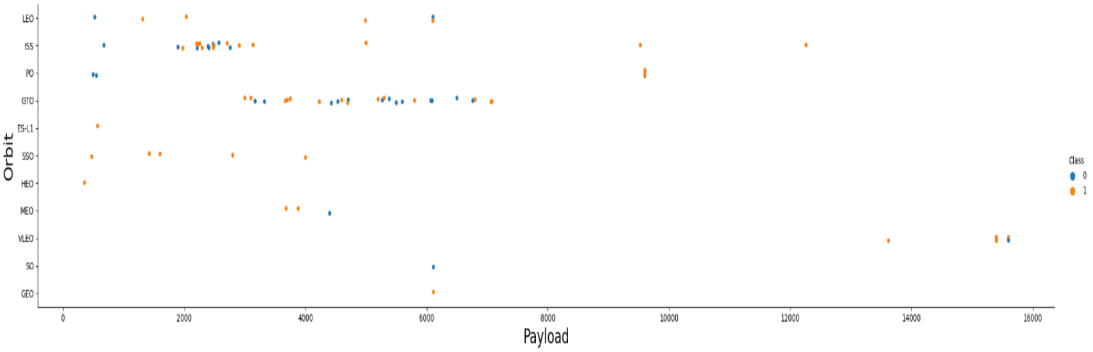 LEO
ISS
PO
GTO
ES-L1
SSO
HEO
MEO
VLEO
SO
GEO
Orbit
0 2000 4000 6000 8000 10000 12000 14000 16000
Payload
Class
0
1